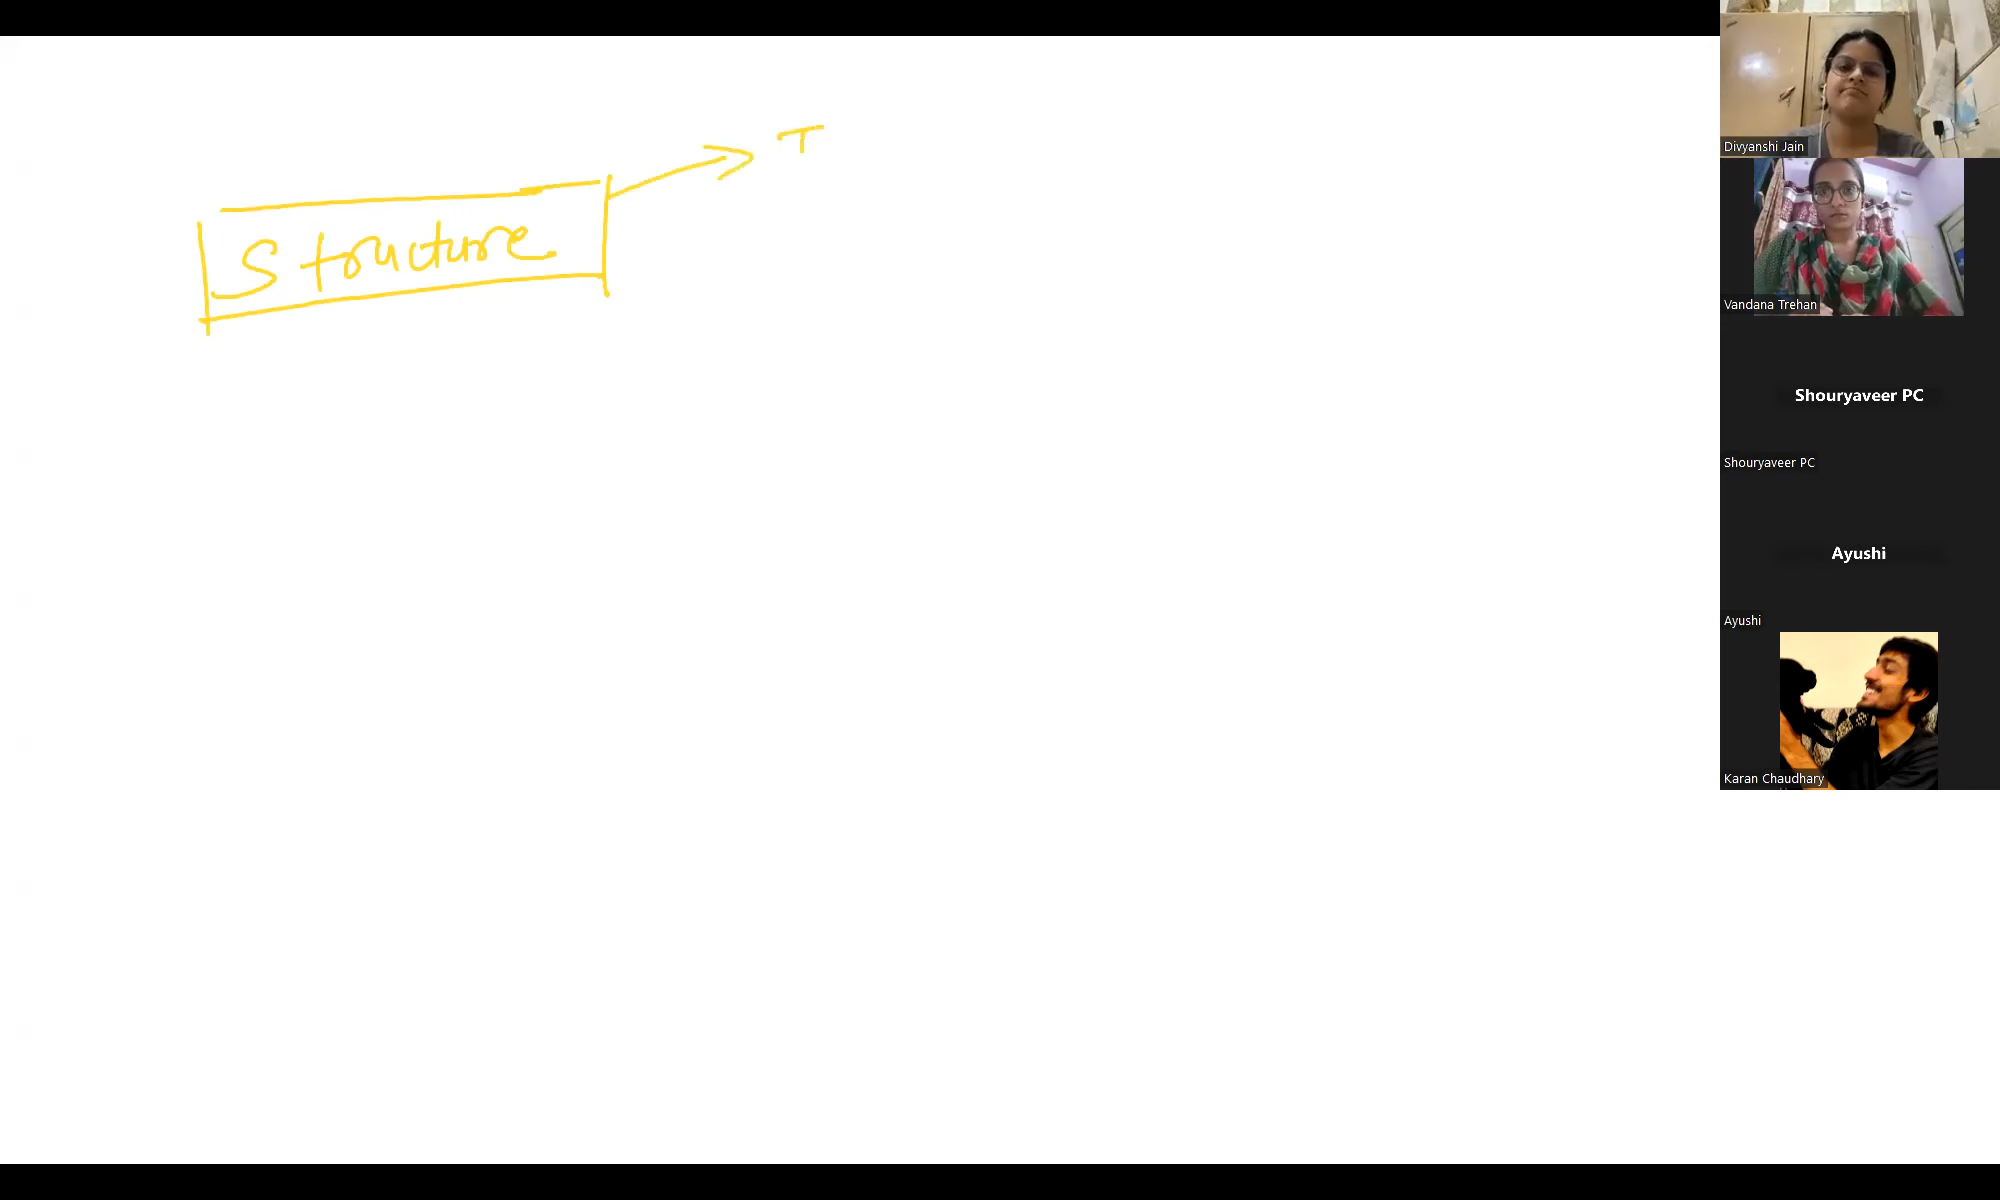 T
Structure
Divyanshi Jain
Vandana Trehan
Shouryaveer PC
Shouryaveer PC
Ayushi
Ayushi
Karan Chaudhary